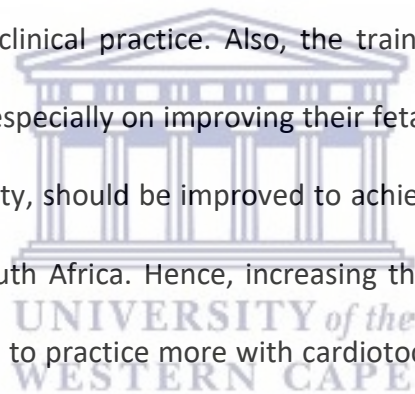 clinical practice. Also, the train
especially on improving their feta
ty, should be improved to achie
uth Africa. Hence, increasing th
UNIVERSITY of the
to practice more with cardiotoc
WESTERN CAPE